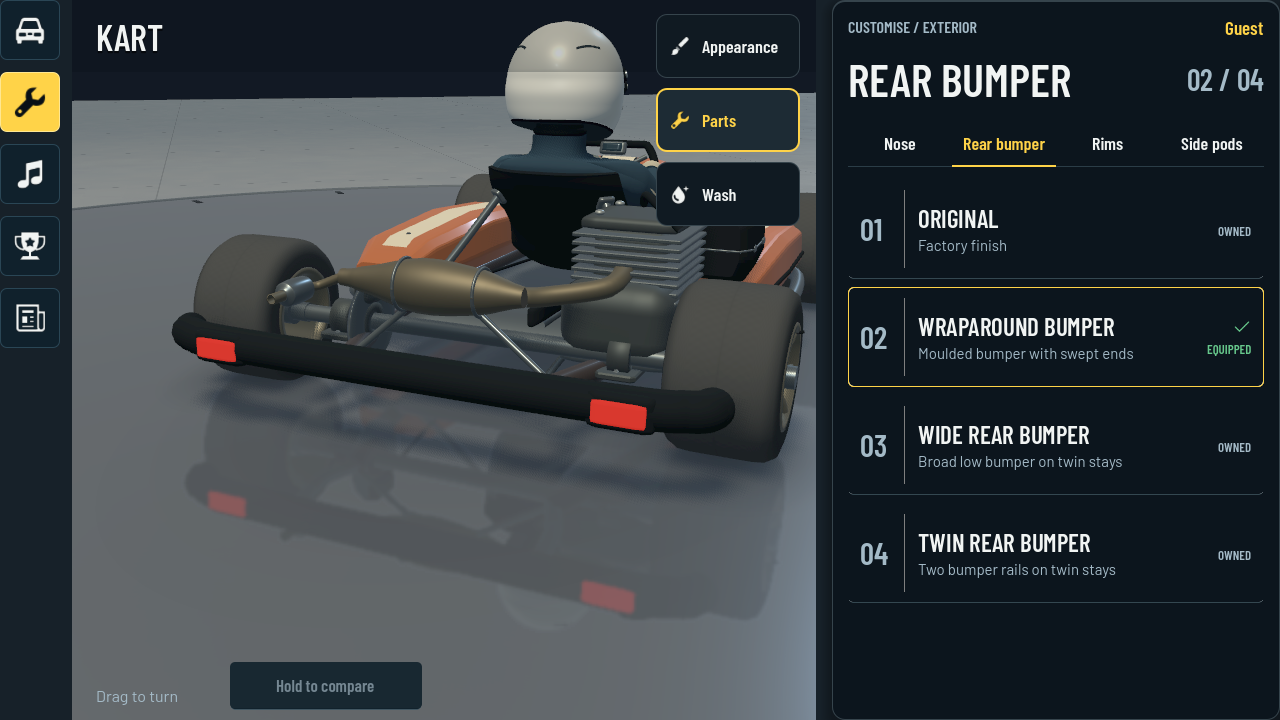 KART
Appearance
Parts
Wash
Drag to turn
Hold to compare
CUSTOMISE / EXTERIOR
Guest
REAR BUMPER
02 / 04
Nose
Rear bumper
Rims
Side pods
01
ORIGINAL
Factory finish
OWNED
02
WRAPAROUND BUMPER
Moulded bumper with swept ends
EQUIPPED
03
WIDE REAR BUMPER
Broad low bumper on twin stays
OWNED
04
TWIN REAR BUMPER
Two bumper rails on twin stays
OWNED